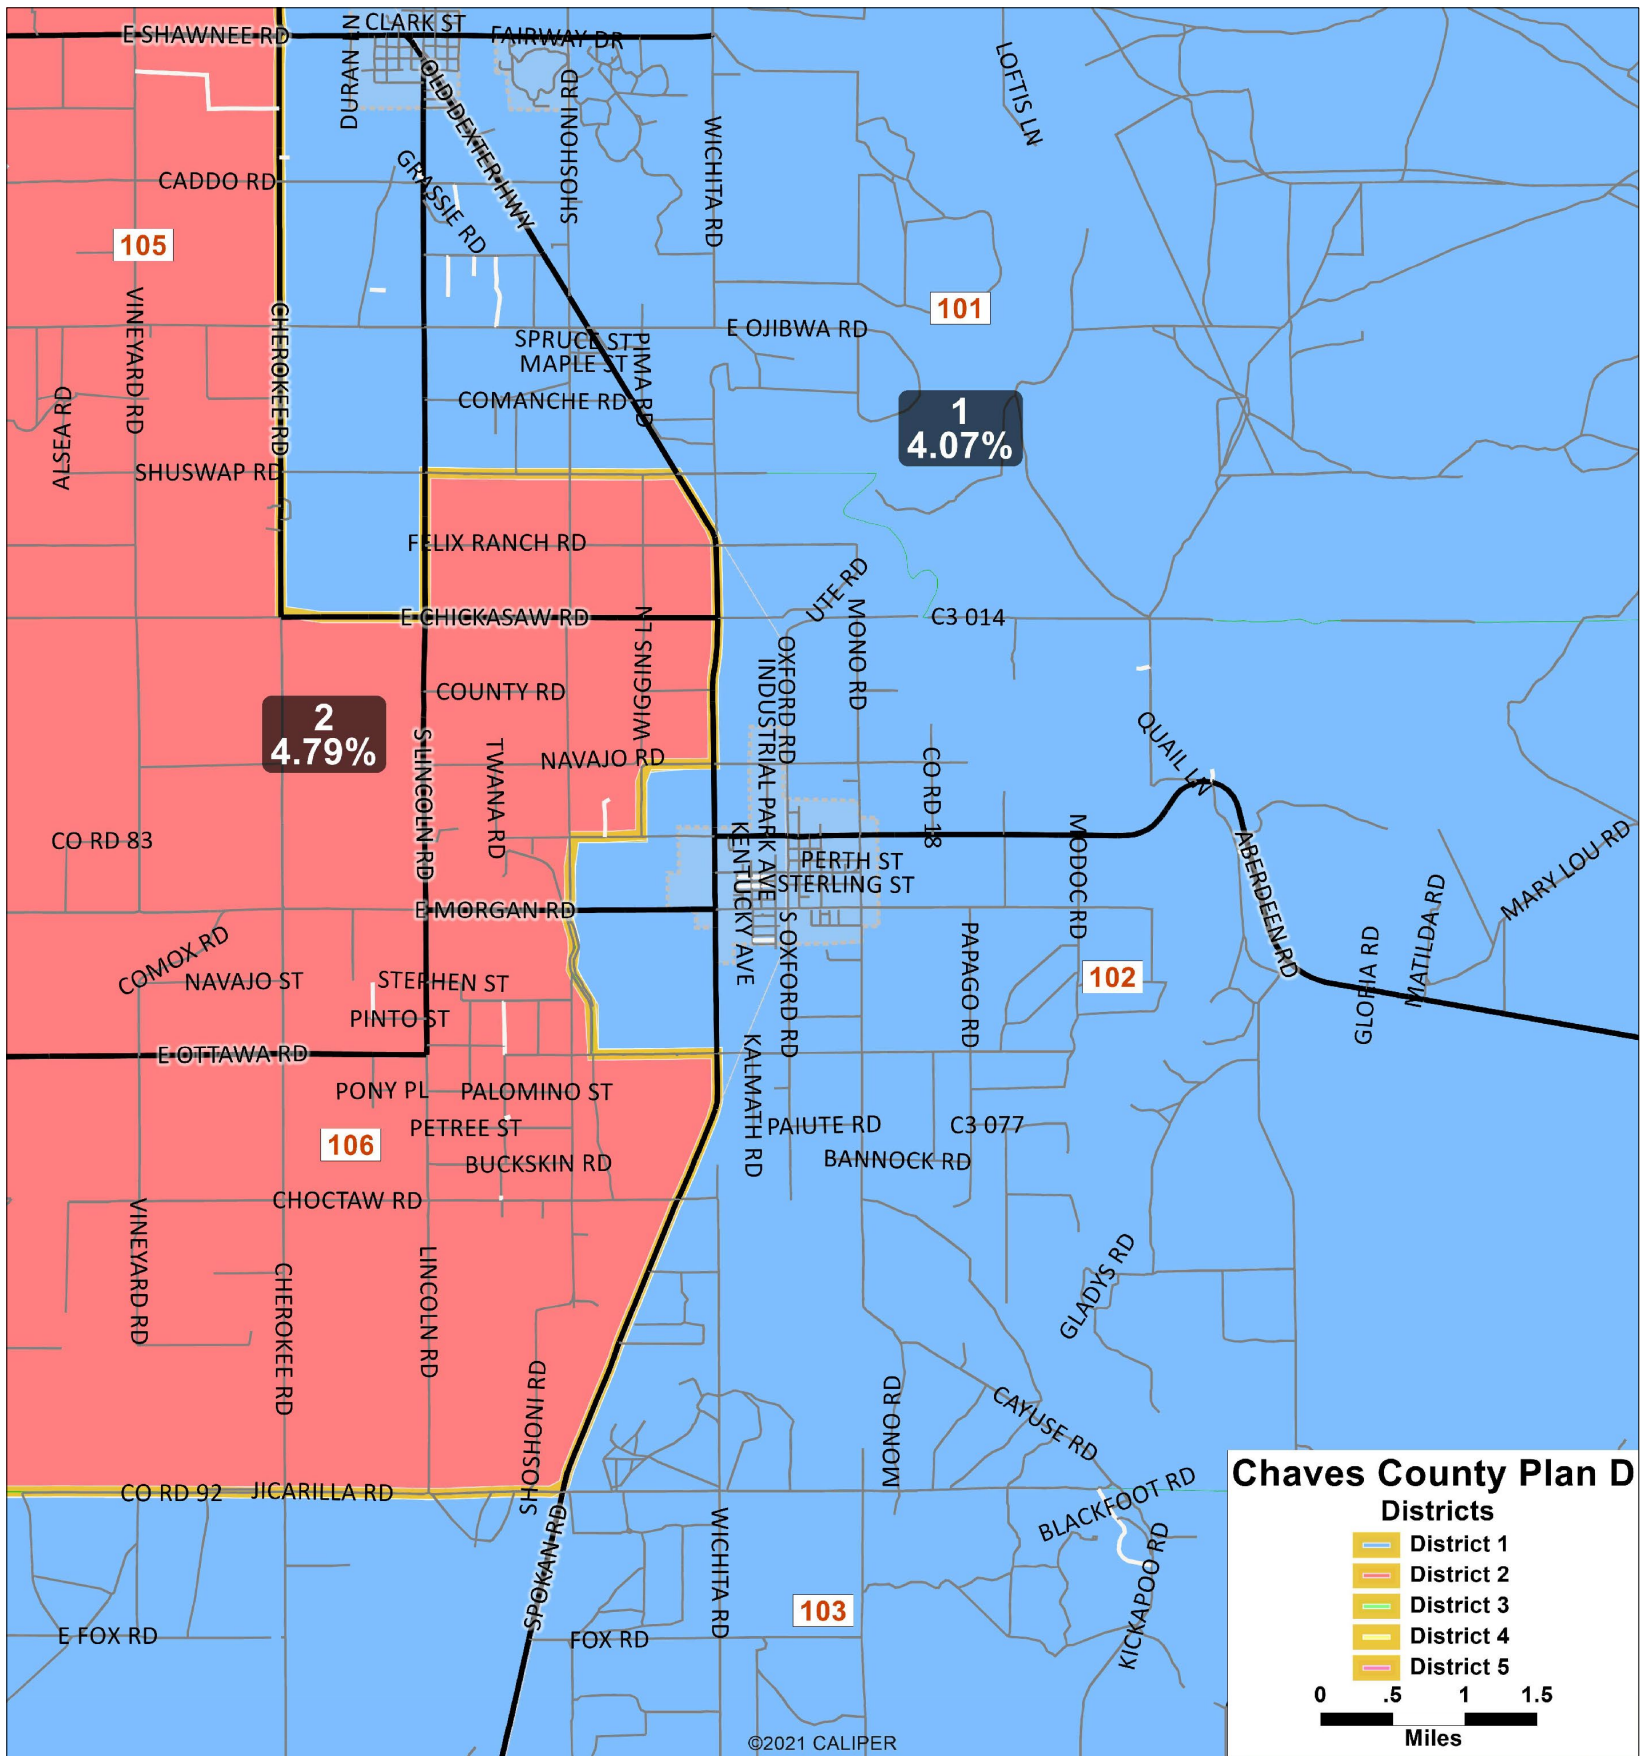 CLARK ST
E SHAWNEE RD
FAIRWAY DR
DURAN LN
OLD DEXTER HWY
SHOSHONI RD
LOFTIS LN
WICHITA RD
GRASSIE RD
CADDO RD
105
101
VINEYARD RD
CHEROKEE RD
E OJIBWA RD
SPRUCE ST
MAPLE ST
PIMA RD
ALSEA RD
COMANCHE RD
1
4.07%
SHUSWAP RD
FELIX RANCH RD
UTE RD
MONO RD
E CHICKASAW RD
C3 014
WIGGINS LN
OXFORD RD
INDUSTRIAL PARK AVE
COUNTY RD
2
4.79%
S LINCOLN RD
TWANA RD
NAVAJO RD
CO RD 18
QUAIL LN
CO RD 83
KENTUCKY AVE
PERTH ST
STERLING ST
MODOC RD
ABERDEEN RD
MARY LOU RD
MATILDA RD
GLORIA RD
E MORGAN RD
S OXFORD RD
PAPAGO RD
COMOX RD
NAVAJO ST
STEPHEN ST
102
PINTO ST
E OTTAWA RD
KALMATH RD
PONY PL
PALOMINO ST
PETREE ST
PAIUTE RD
C3 077
106
BUCKSKIN RD
BANNOCK RD
CHOCTAW RD
VINEYARD RD
CHEROKEE RD
LINCOLN RD
SHOSHONI RD
GLADYS RD
MONO RD
CAYUSE RD
CO RD 92
JICARILLA RD
BLACKFOOT RD
KICKAPOO RD
SPOKAN RD
WICHITA RD
103
E FOX RD
FOX RD
Chaves County Plan D
Districts
District 1
District 2
District 3
District 4
District 5
0 .5 1 1.5
Miles
©2021 CALIPER